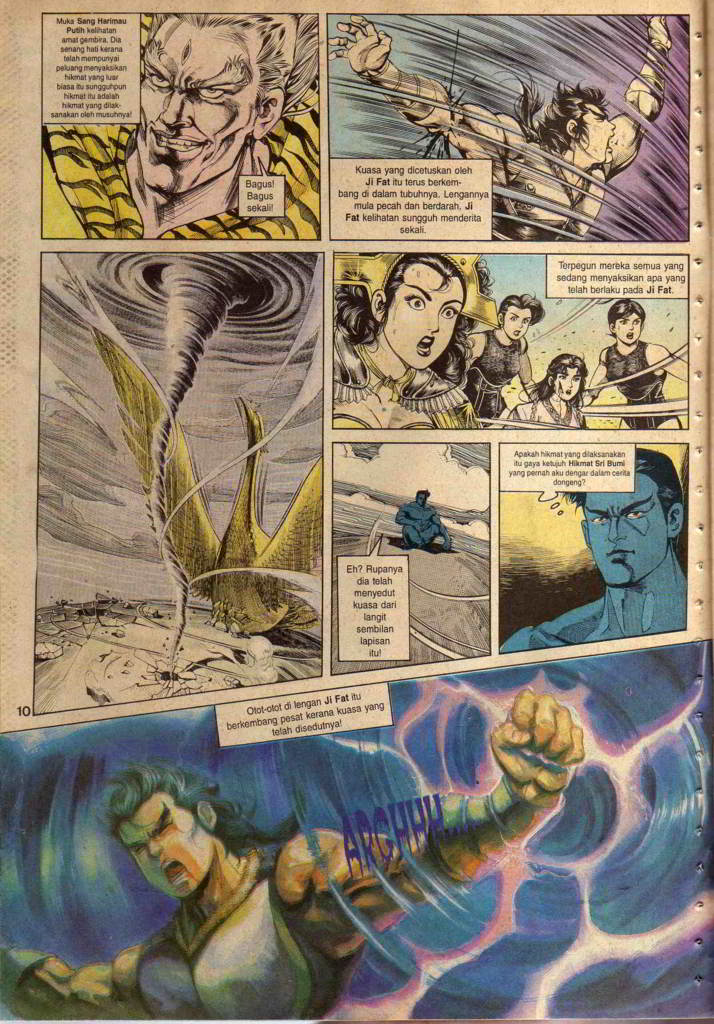 Muka Sang Harimau
Putih kelihatan
amat gembira. Dia
senang hati kerana
telah mempunyai
peluang menyaksikan
hikmat yang luar
biasa itu sungguhpun
hikmat itu adalah
hikmat yang dilak-
sanakan oleh musuhnya!
Bagus!
Bagus
sekali!
Kuasa yang dicetuskan oleh
Ji Fat itu terus berkem-
bang di dalam tubuhnya. Lengannya
mula pecah dan berdarah. Ji
Fat kelihatan sungguh menderita
sekali.
Terpegun mereka semua yang
sedang menyaksikan apa yang
telah berlaku pada Ji Fat.
Eh? Rupanya
dia telah
menyedut
kuasa dari
langit
sembilan
lapisan
itu!
Apakah hikmat yang dilaksanakan
itu gaya ketujuh Hikmat Sri Bumi
yang pernah aku dengar dalam cerita
dongeng?
10
Otot-otot di lengan Ji Fat itu
berkembang pesat kerana kuasa yang
telah disedutnya!
ARGHHH....